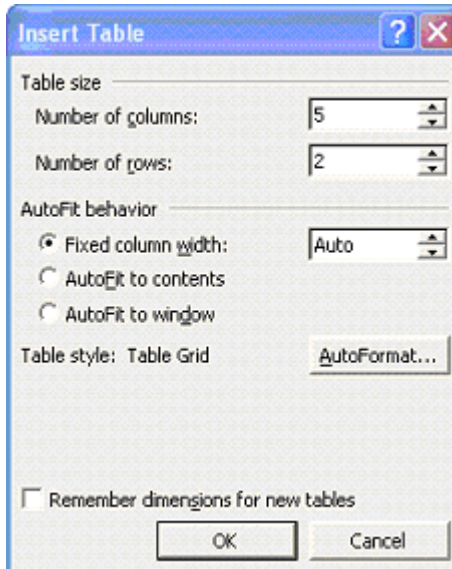 Insert Table
Table size
Number of columns: 5
Number of rows: 2
AutoFit behavior
Fixed column width: Auto
AutoFit to contents
AutoFit to window
Table style: Table Grid AutoFormat...
Remember dimensions for new tables
OK Cancel